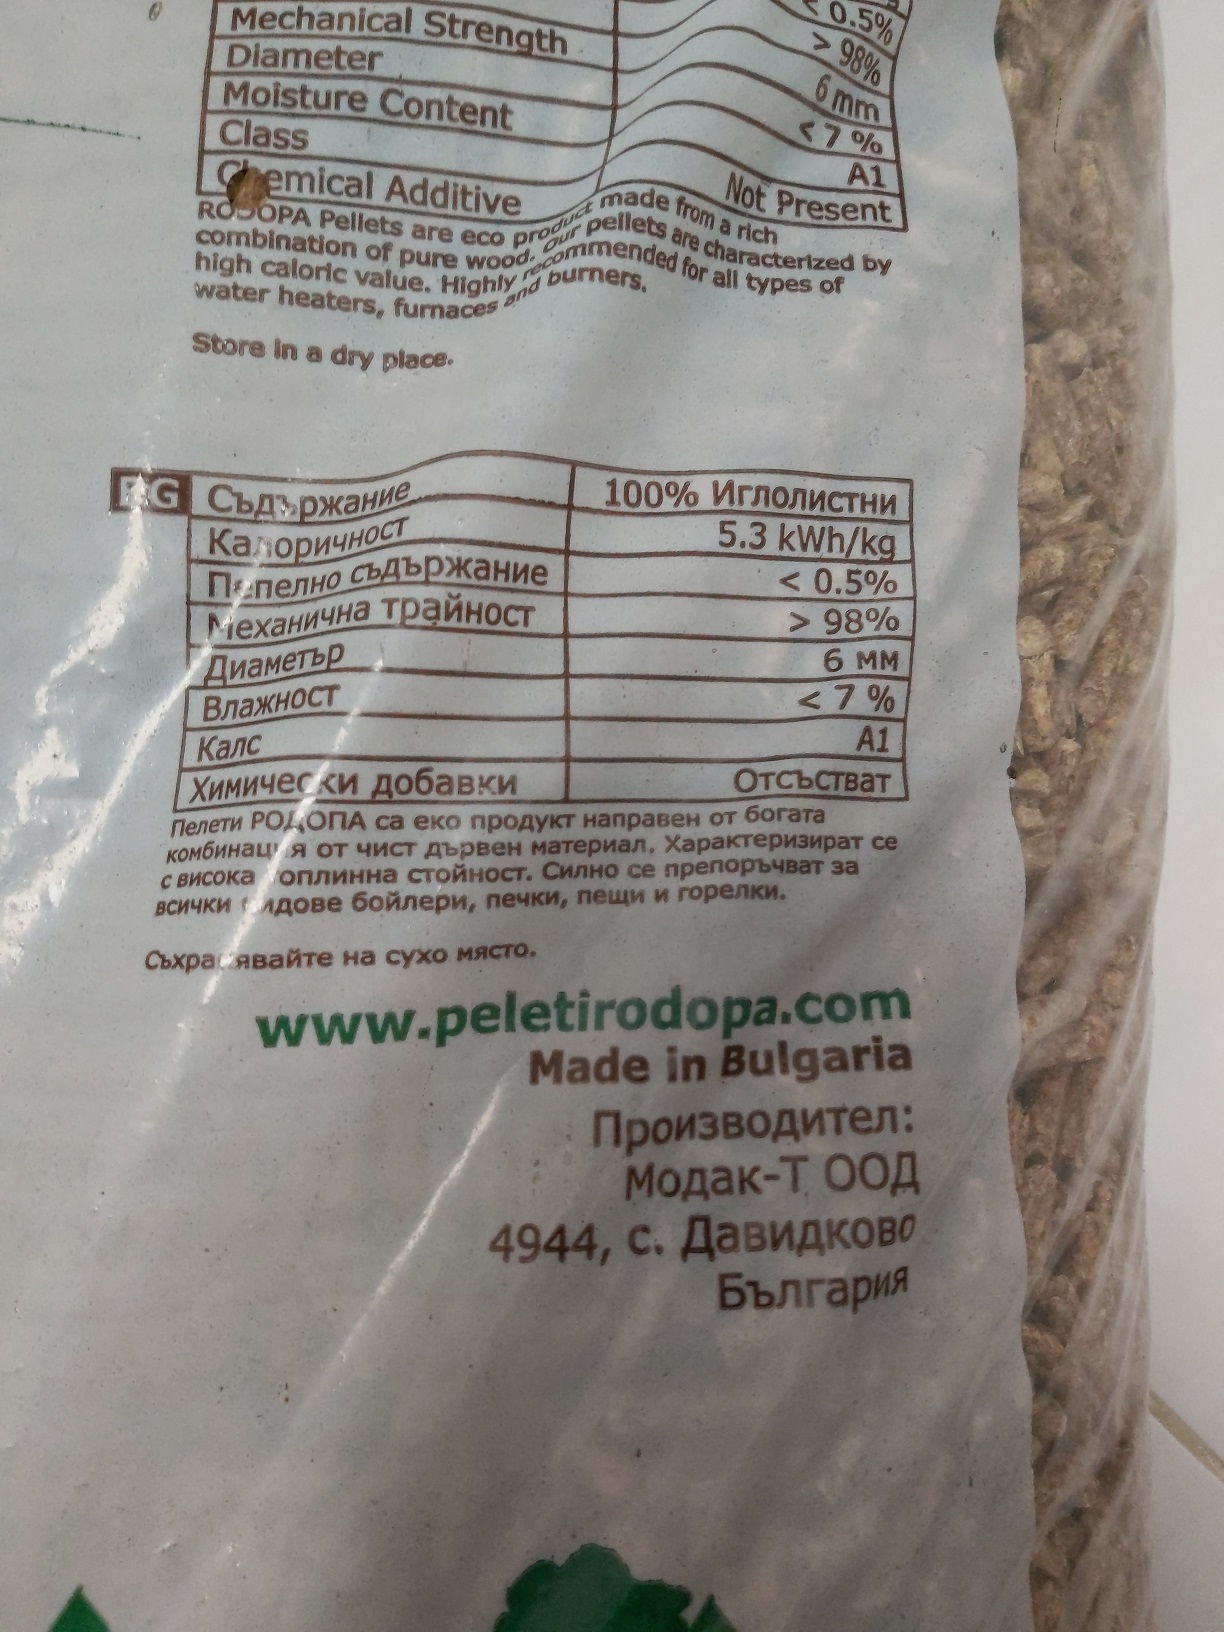 < 0.5%
Mechanical Strength > 98%
Diameter 6 mm
Moisture Content < 7 %
Class A1
Chemical Additive Not Present
RODOPA Pellets are eco product made from a rich
combination of pure wood. Our pellets are characterized by
high caloric value. Highly recommended for all types of
water heaters, furnaces and burners.
Store in a dry place.
BG Съдържание 100% Иглолистни
Калоричност 5.3 kWh/kg
Пепелно съдържание < 0.5%
Механична трайност > 98%
Диаметър 6 мм
Влажност < 7 %
Калс A1
Химически добавки Отсъстват
Пелети РОДОПА са еко продукт направен от богата
комбинация от чист дървен материал. Характеризират се
с висока топлинна стойност. Силно се препоръчват за
всички видове бойлери, печки, пещи и горелки.
Съхранявайте на сухо място.
www.peletirodopa.com
Made in Bulgaria
Производител:
Модак-Т ООД
4944, с. Давидково
България